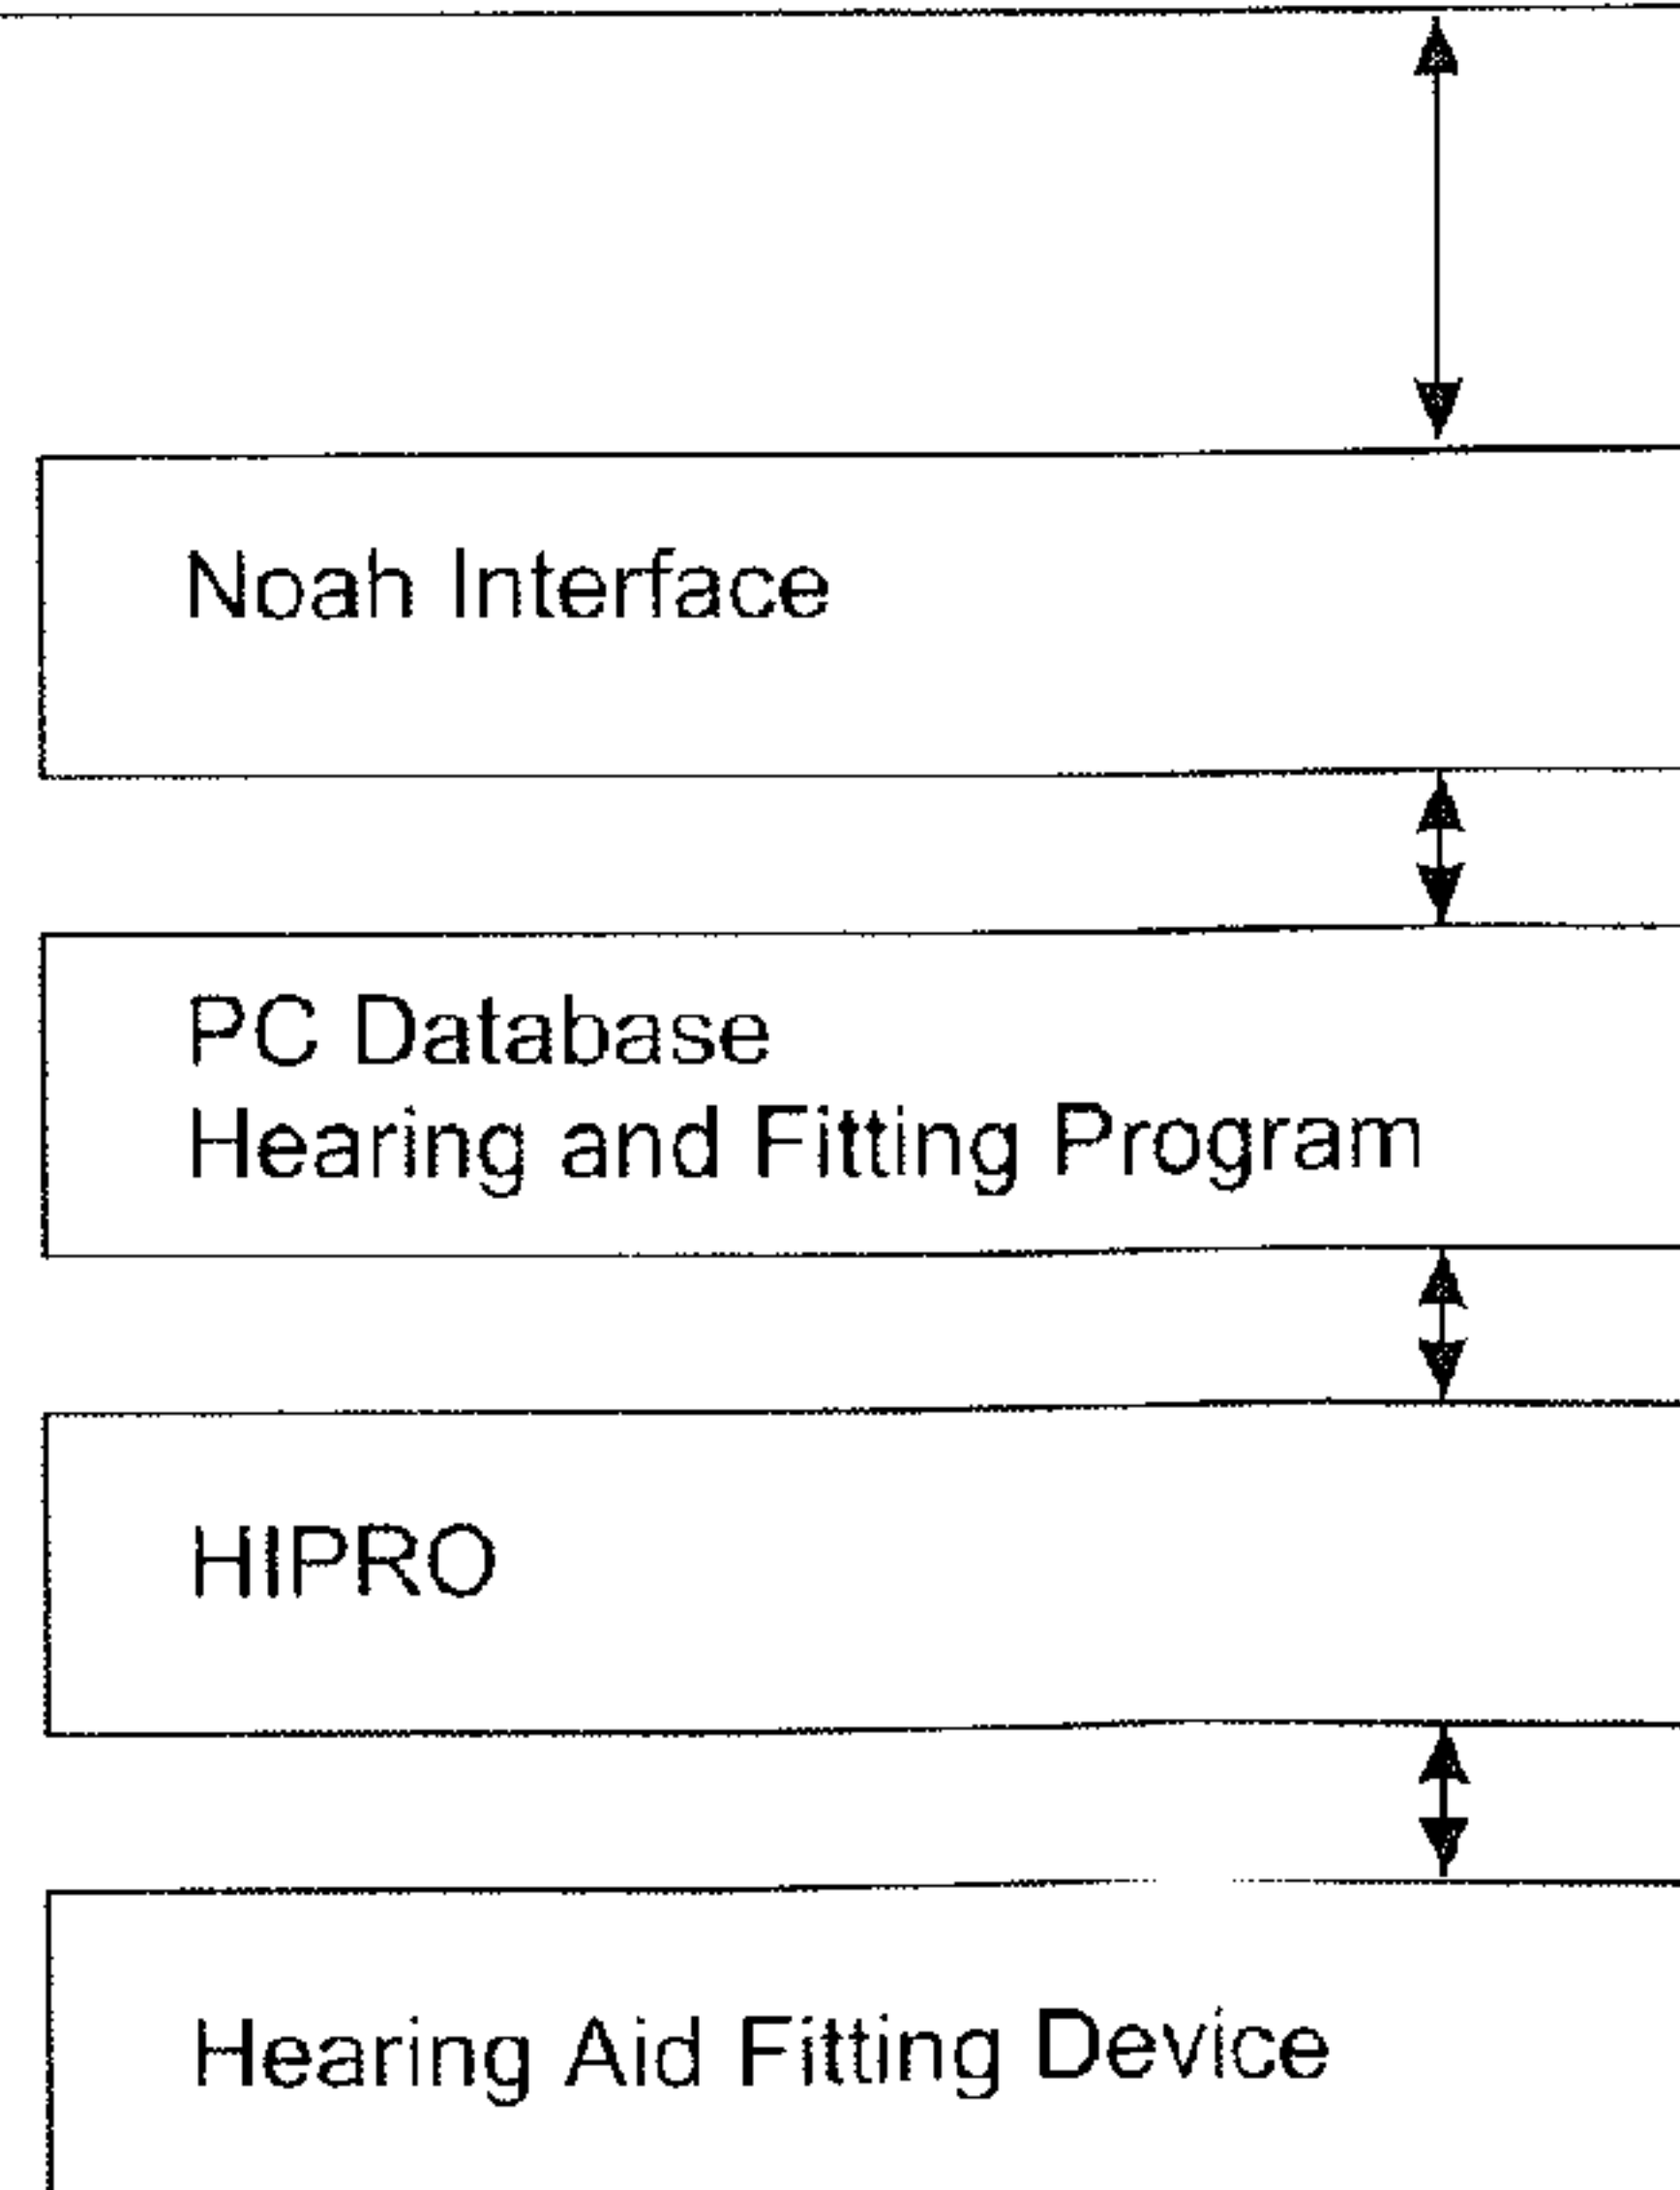 Noah Interface
PC Database
Hearing and Fitting Program
HIPRO
Hearing Aid Fitting Device